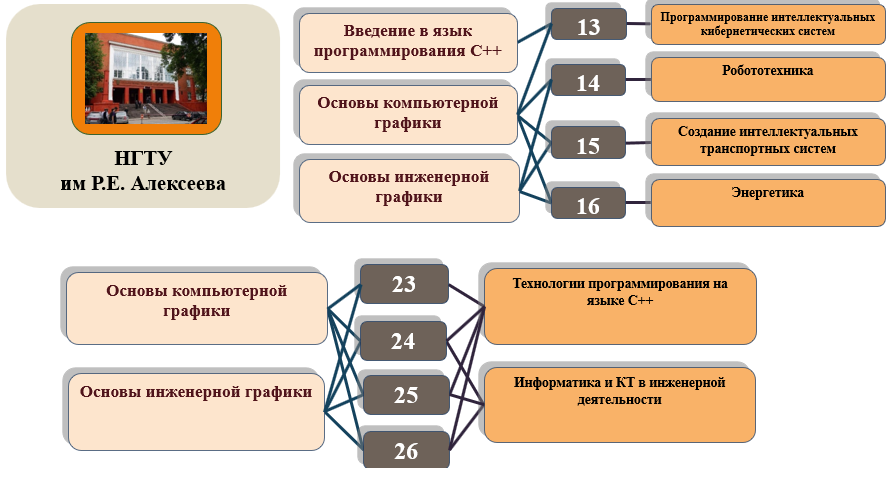 НГТУ
им Р.Е. Алексеева
Введение в язык
программирования С++
Основы компьютерной
графики
Основы инженерной
графики
13
14
15
16
Программирование интеллектуальных
кибернетических систем
Робототехника
Создание интеллектуальных
транспортных систем
Энергетика
Основы компьютерной
графики
Основы инженерной графики
23
24
25
26
Технологии программирования на
языке С++
Информатика и КТ в инженерной
деятельности